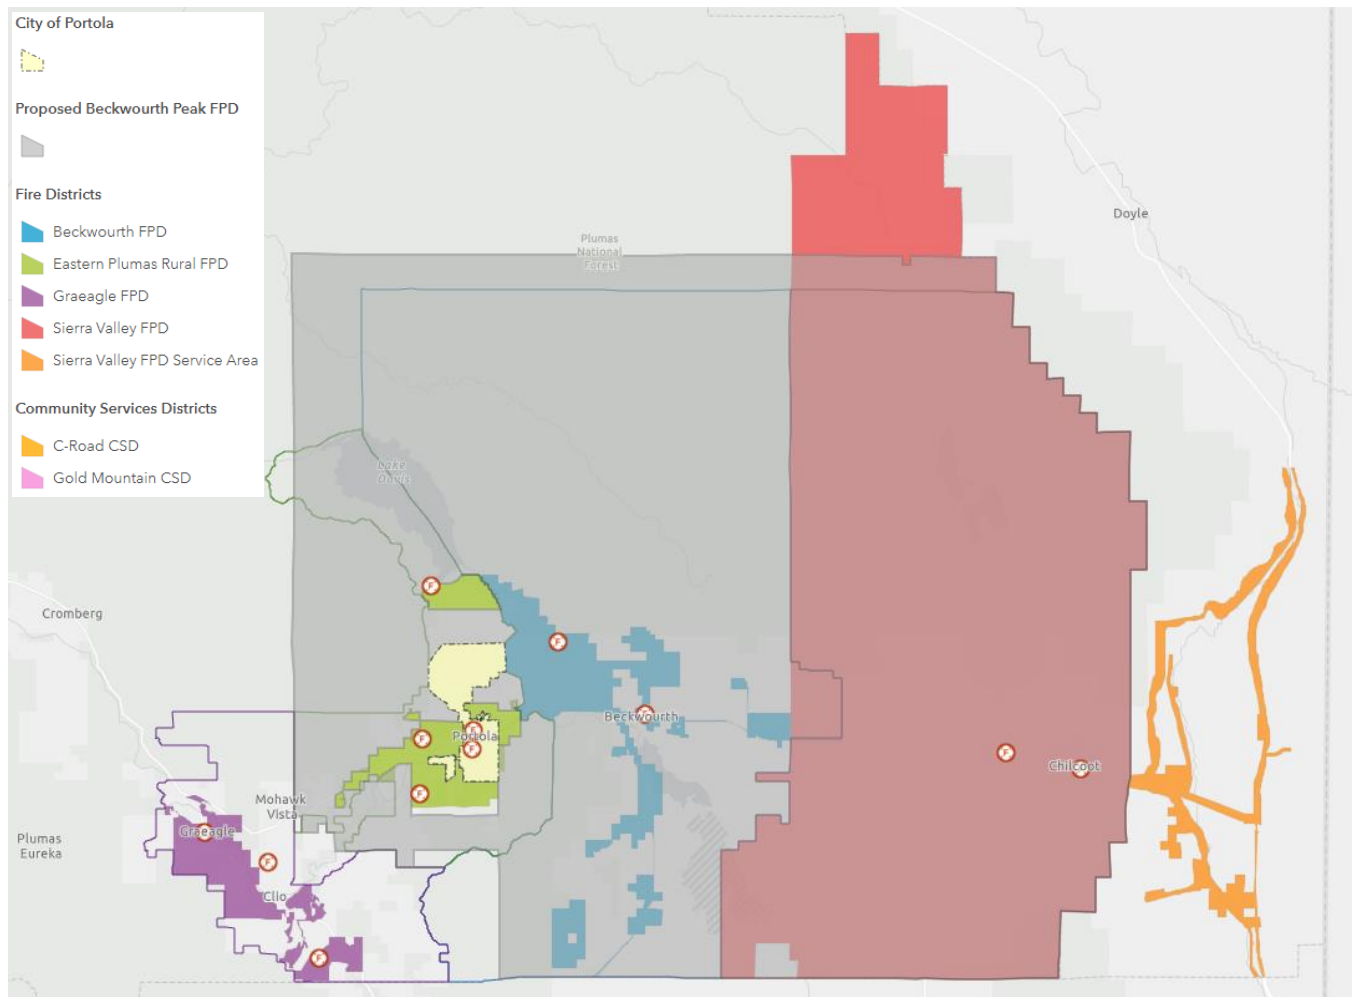 City of Portola
Proposed Beckwourth Peak FPD
Fire Districts
Beckwourth FPD
Eastern Plumas Rural FPD
Graeagle FPD
Sierra Valley FPD
Sierra Valley FPD Service Area
Community Services Districts
C-Road CSD
Gold Mountain CSD
Doyle
Plumas
National
Forest
Lake
Davis
F
F
Cromberg
F
Beckwourth
F
Portola
F
F
F
Chilcoot
F
Mohawk
Vista
Graeagle
Plumas
Eureka
F
Clio
F